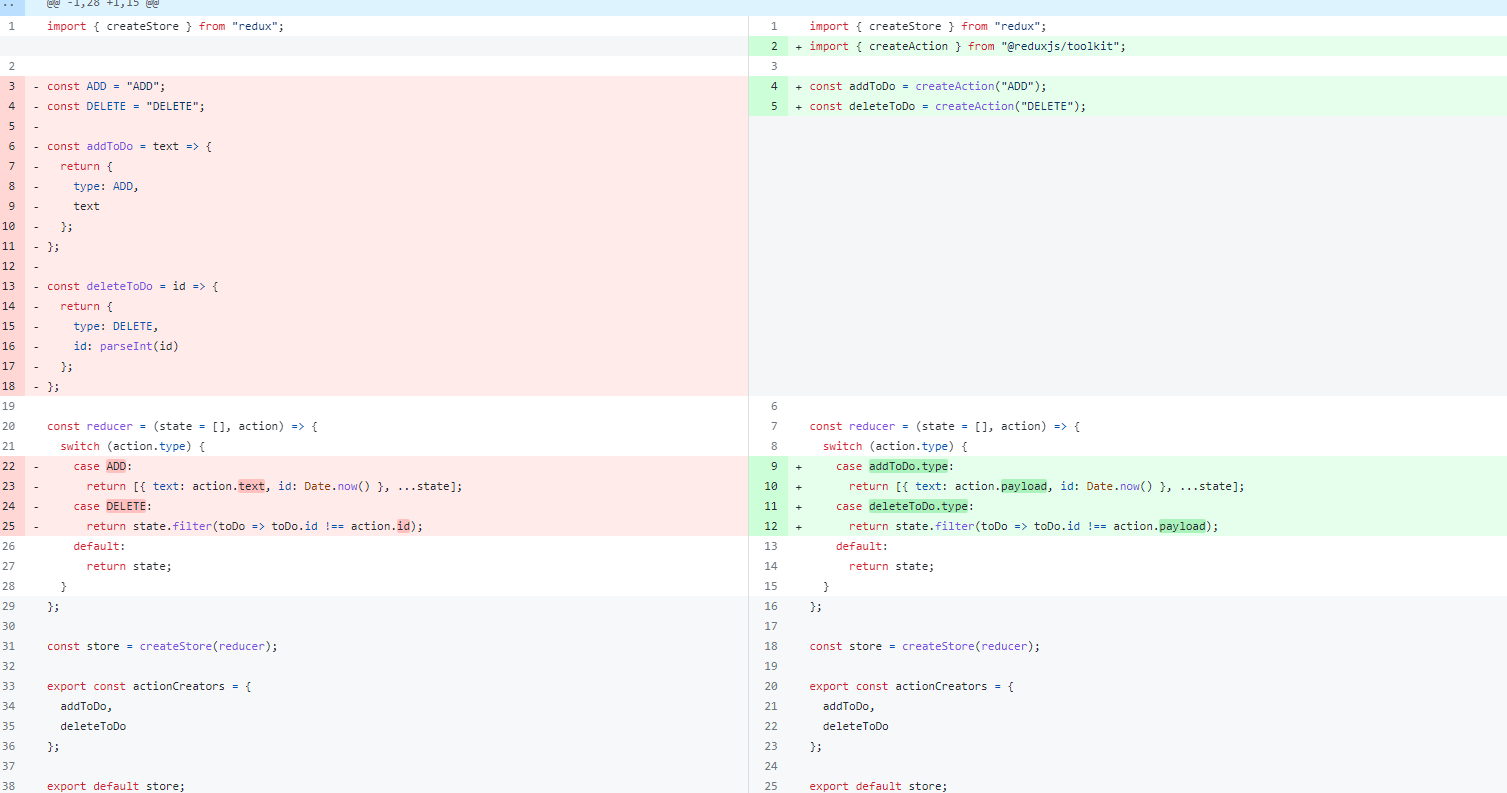 .. @@ -1,28 +1,15 @@
1 import { createStore } from "redux";
2
3 - const ADD = "ADD";
4 - const DELETE = "DELETE";
5 -
6 - const addToDo = text => {
7 - return {
8 - type: ADD,
9 - text
10 - };
11 - };
12 -
13 - const deleteToDo = id => {
14 - return {
15 - type: DELETE,
16 - id: parseInt(id)
17 - };
18 - };
19
20 const reducer = (state = [], action) => {
21 switch (action.type) {
22 - case ADD:
23 - return [{ text: action.text, id: Date.now() }, ...state];
24 - case DELETE:
25 - return state.filter(toDo => toDo.id !== action.id);
26 default:
27 return state;
28 }
29 };
30
31 const store = createStore(reducer);
32
33 export const actionCreators = {
34 addToDo,
35 deleteToDo
36 };
37
38 export default store;
1 import { createStore } from "redux";
2 + import { createAction } from "@reduxjs/toolkit";
3
4 + const addToDo = createAction("ADD");
5 + const deleteToDo = createAction("DELETE");
6
7 const reducer = (state = [], action) => {
8 switch (action.type) {
9 + case addToDo.type:
10 + return [{ text: action.payload, id: Date.now() }, ...state];
11 + case deleteToDo.type:
12 + return state.filter(toDo => toDo.id !== action.payload);
13 default:
14 return state;
15 }
16 };
17
18 const store = createStore(reducer);
19
20 export const actionCreators = {
21 addToDo,
22 deleteToDo
23 };
24
25 export default store;